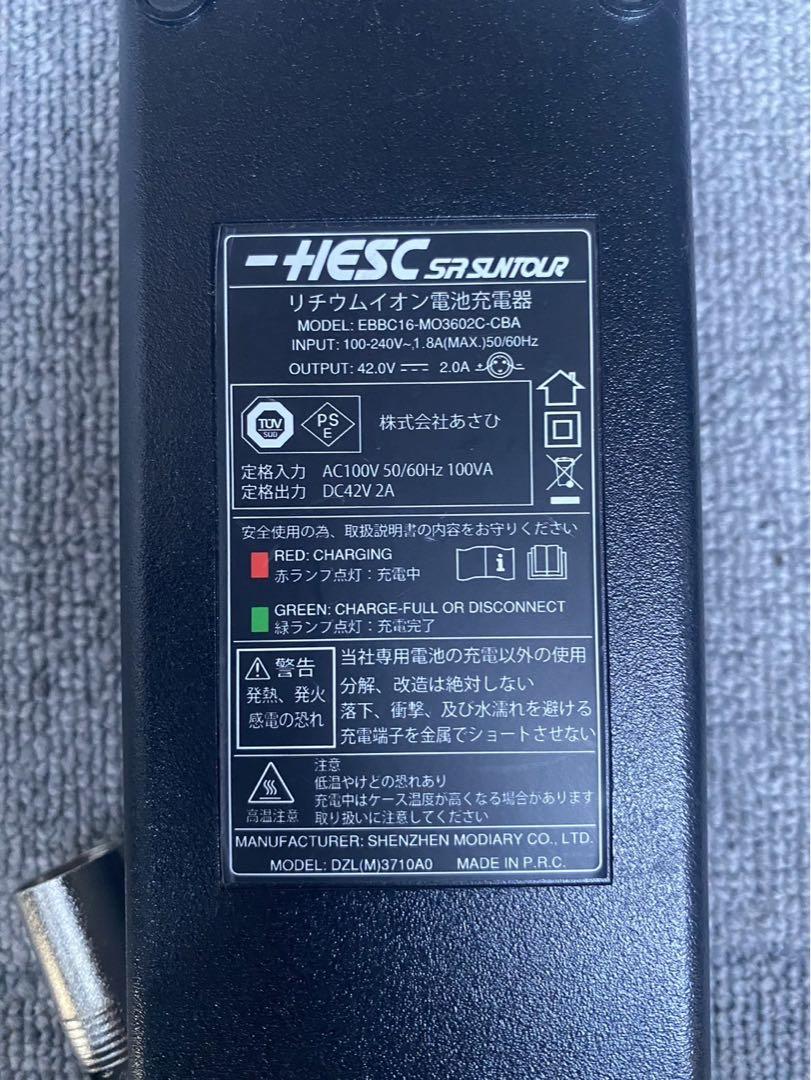 HESC SR SUNTOUR
リチウムイオン電池充電器
MODEL: EBBC16-MO3602C-CBA
INPUT: 100-240V~,1.8A(MAX.)50/60Hz
OUTPUT: 42.0V⎓ 2.0A + -
TÜV SÜD PSE 株式会社あさひ
定格入力 AC100V 50/60Hz 100VA
定格出力 DC42V 2A
安全使用の為、取扱説明書の内容をお守りください
RED: CHARGING
赤ランプ点灯：充電中
GREEN: CHARGE-FULL OR DISCONNECT
緑ランプ点灯：充電完了
警告
発熱、発火
感電の恐れ
当社専用電池の充電以外の使用
分解、改造は絶対しない
落下、衝撃、及び水濡れを避ける
充電端子を金属でショートさせない
高温注意
注意
低温やけどの恐れあり
充電中はケース温度が高くなる場合があります
取り扱いに注意してください
MANUFACTURER: SHENZHEN MODIARY CO., LTD.
MODEL: DZL(M)3710A0 MADE IN P.R.C.